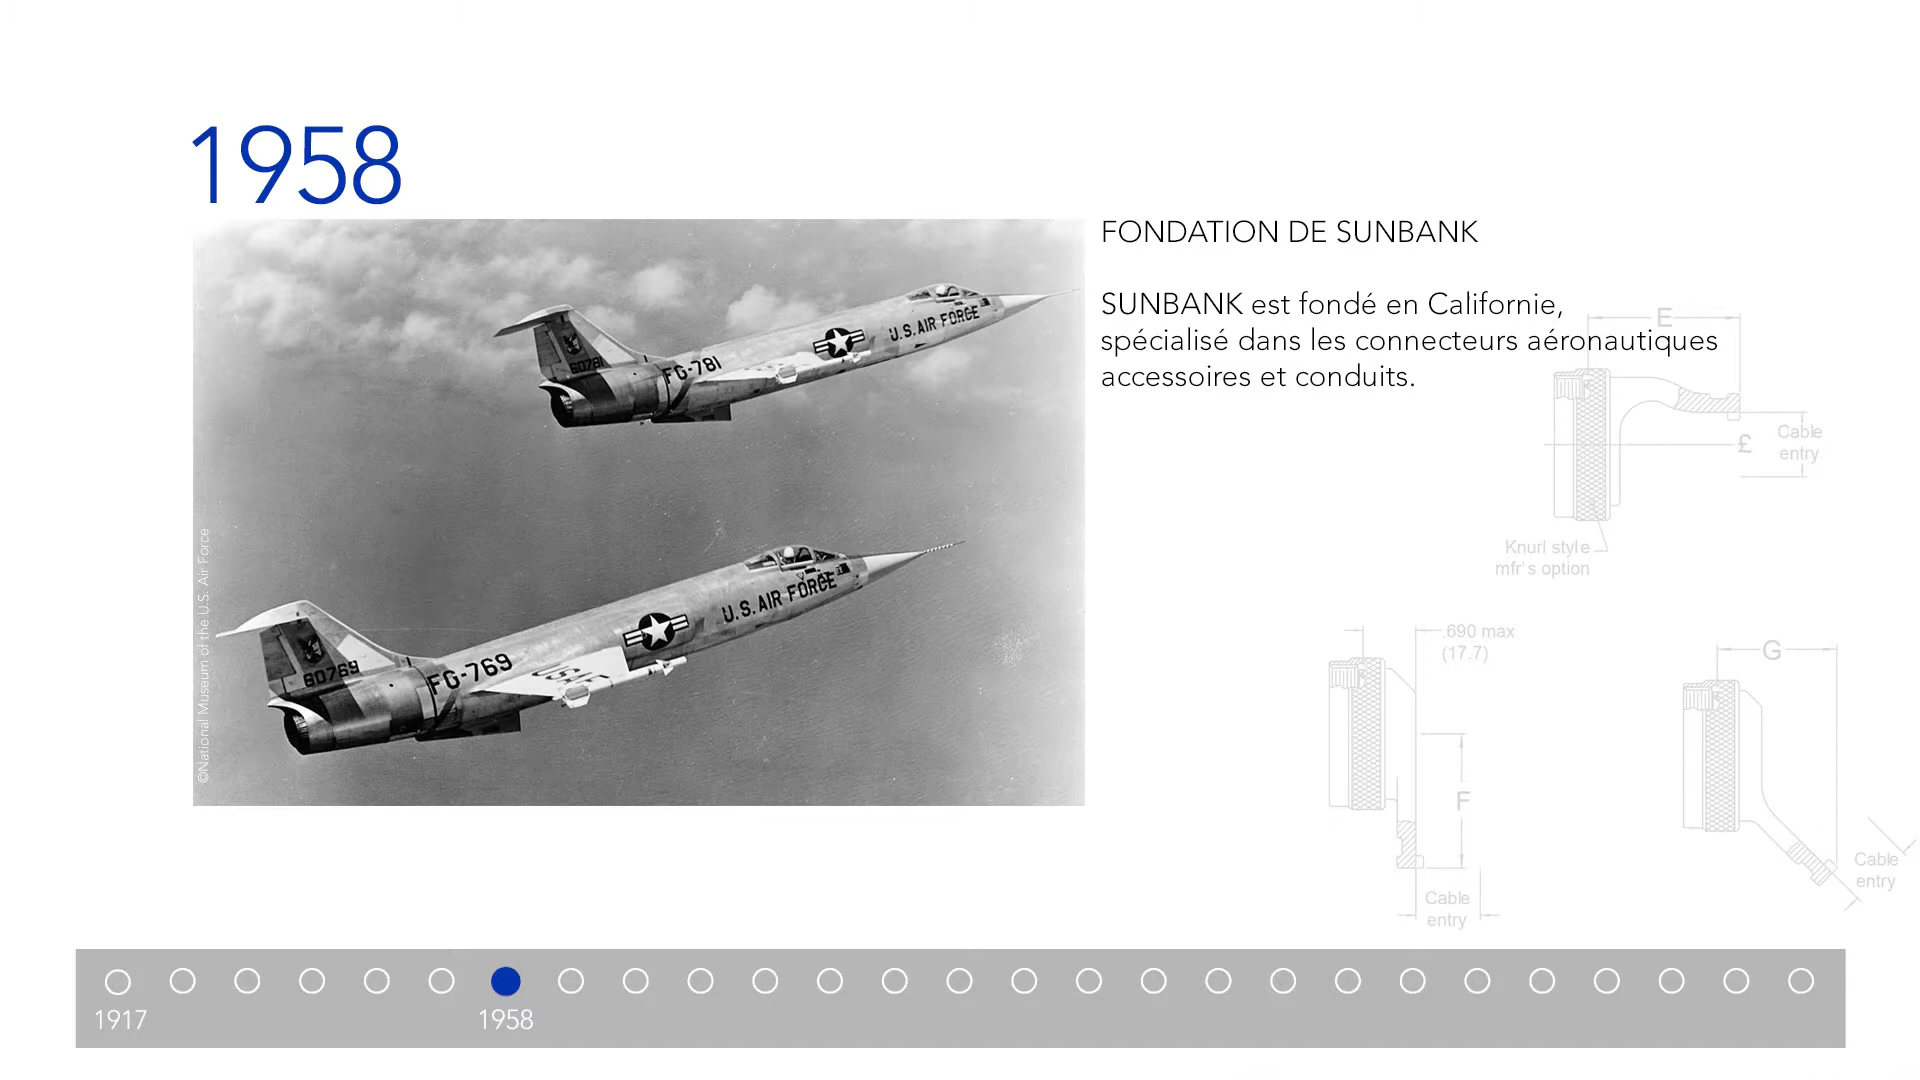 1958
FONDATION DE SUNBANK
SUNBANK est fondé en Californie,
spécialisé dans les connecteurs aéronautiques
accessoires et conduits.
©National Museum of the U.S. Air Force
60781
FG-781
U.S. AIR FORCE
60769
FG-769
USAF
U.S. AIR FORCE
E
£
Cable
entry
Knurl style
mfr's option
.690 max
(17.7)
F
Cable
entry
G
Cable
entry
1917
1958